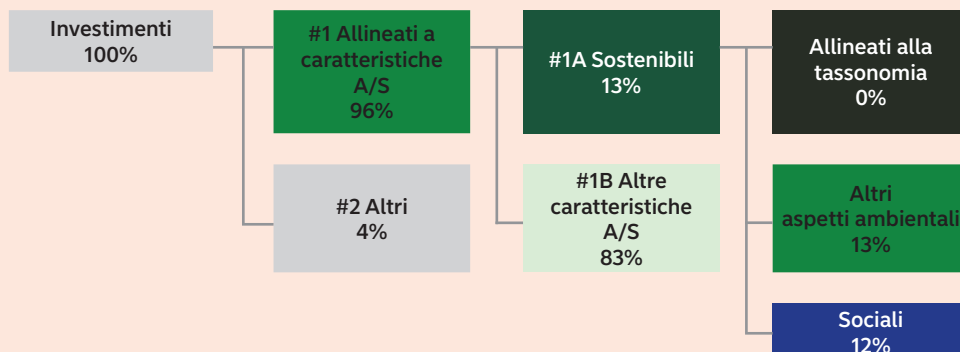 Investimenti
100%
#1 Allineati a
caratteristiche
A/S
96%
#2 Altri
4%
#1A Sostenibili
13%
#1B Altre
caratteristiche
A/S
83%
Allineati alla
tassonomia
0%
Altri
aspetti ambientali
13%
Sociali
12%